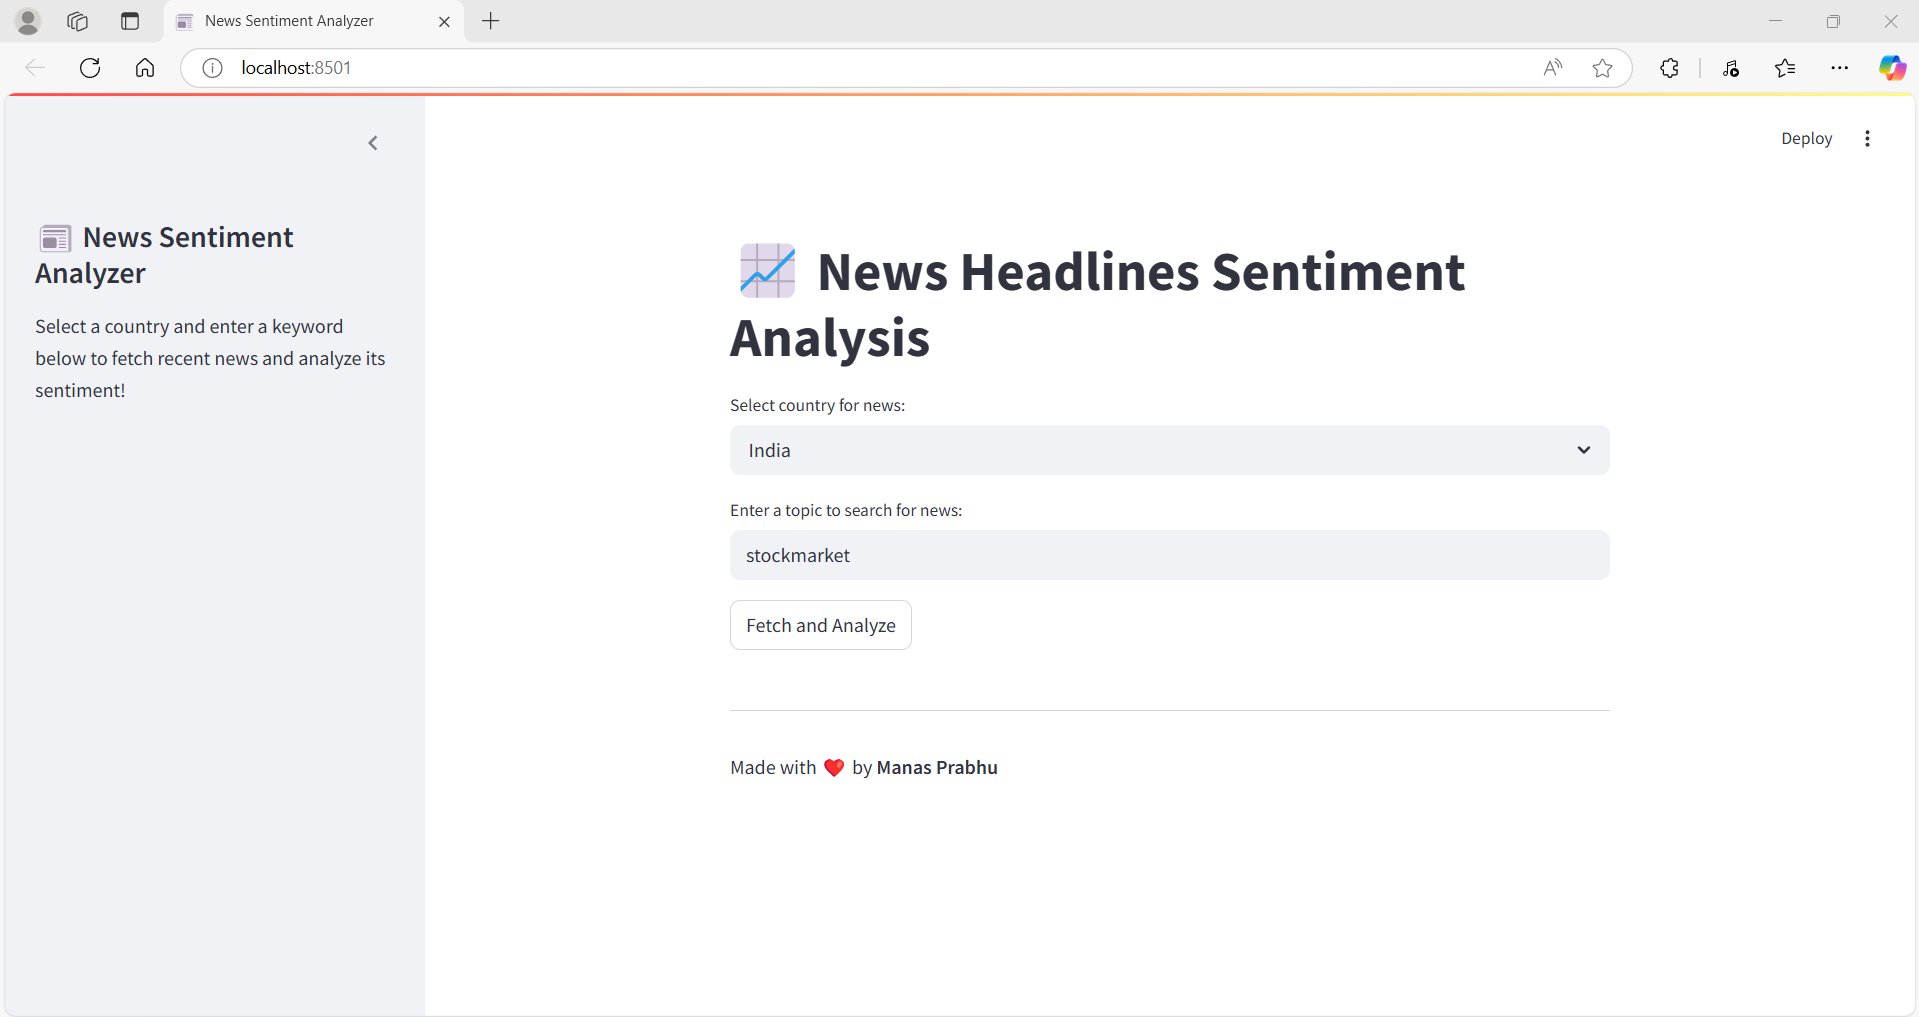 News Sentiment Analyzer
localhost:8501
Deploy
News Sentiment
Analyzer
Select a country and enter a keyword
below to fetch recent news and analyze its
sentiment!
News Headlines Sentiment
Analysis
Select country for news:
India
Enter a topic to search for news:
stockmarket
Fetch and Analyze
Made with ❤️ by Manas Prabhu